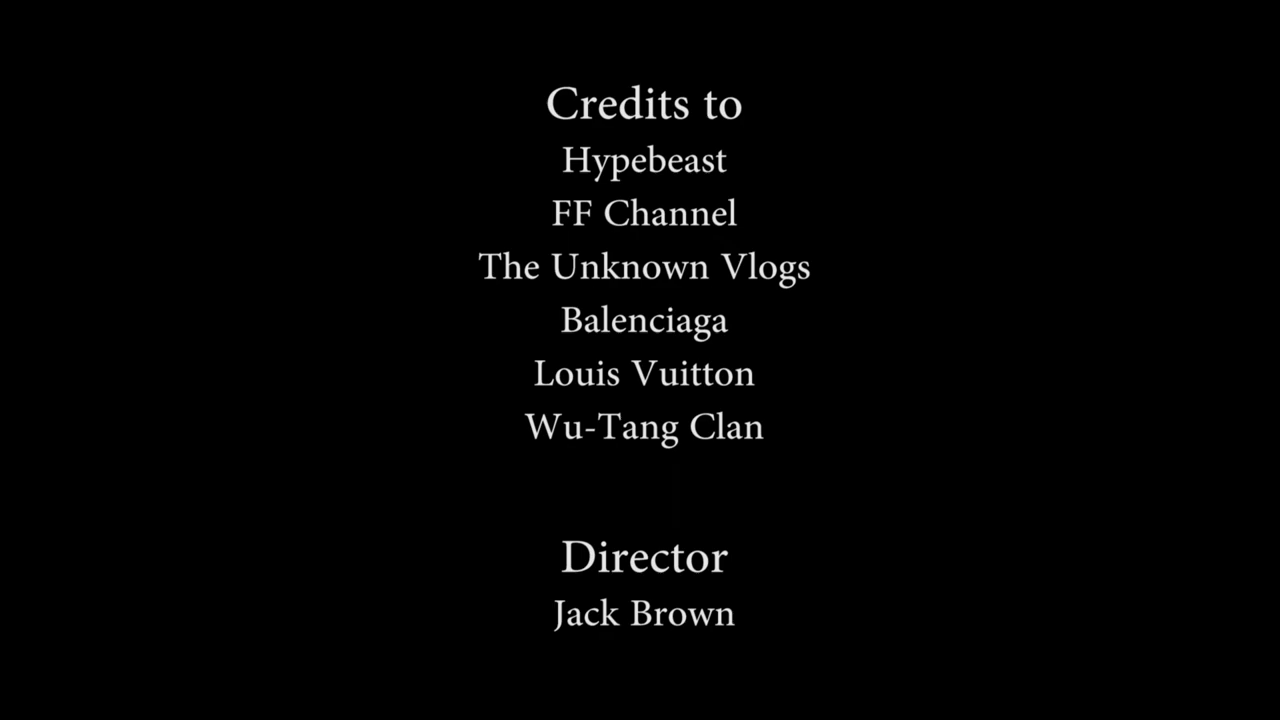 Credits to
Hypebeast
FF Channel
The Unknown Vlogs
Balenciaga
Louis Vuitton
Wu-Tang Clan
Director
Jack Brown